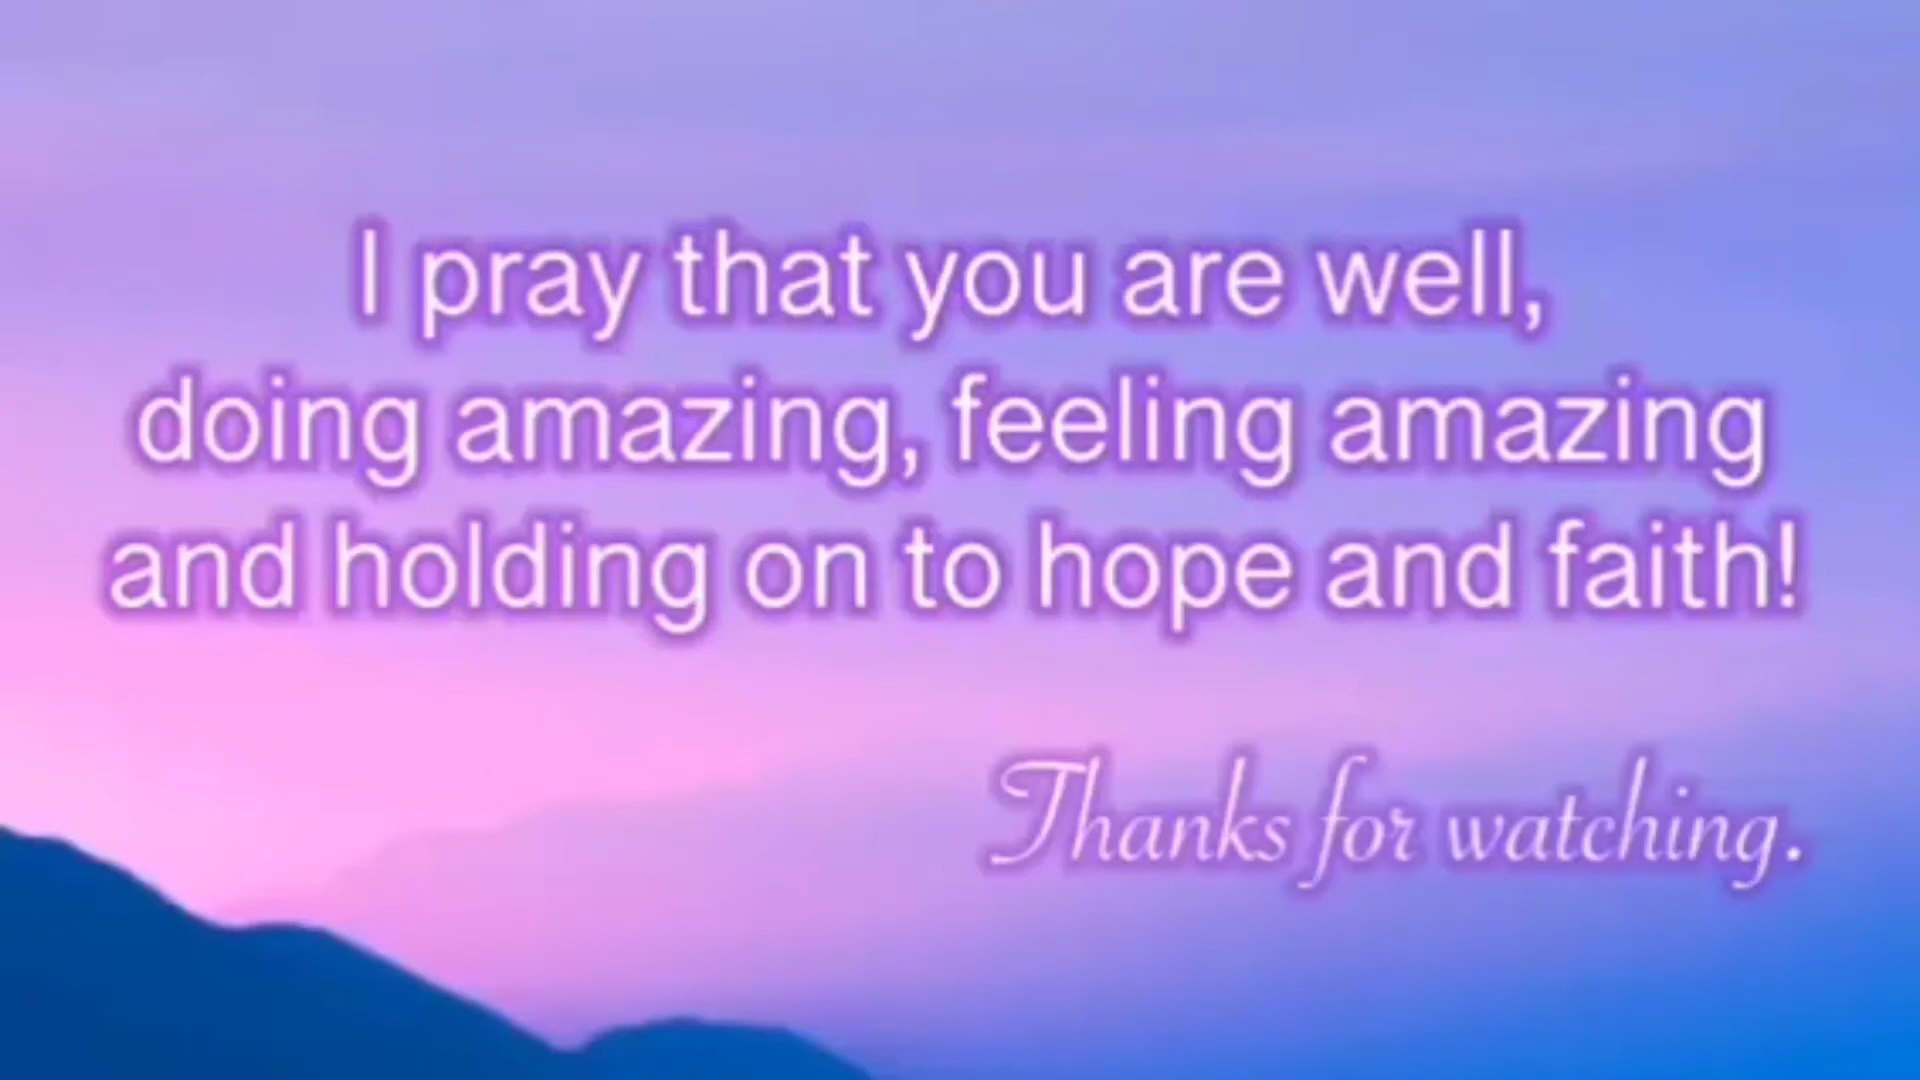 I pray that you are well,
doing amazing, feeling amazing
and holding on to hope and faith!
Thanks for watching.